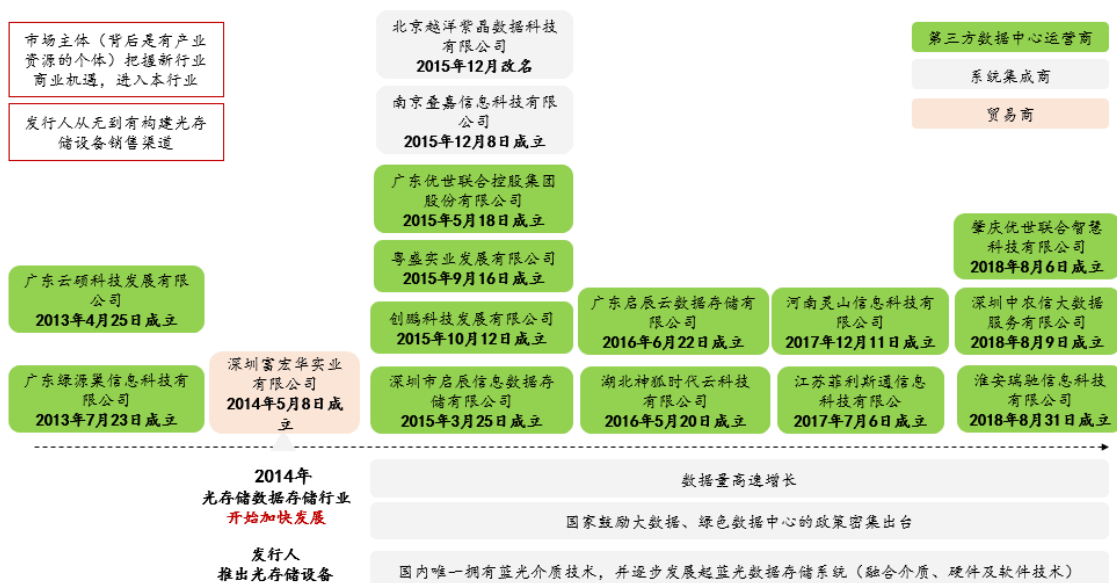 市场主体（背后是有产业
资源的个体）把握新行业
商业机遇，进入本行业
发行人从无到有构建光存
储设备销售渠道
北京越洋紫晶数据科技
有限公司
2015年12月改名
南京叠嘉信息科技有限
公司
2015年12月8日成立
广东优世联合控股集团
股份有限公司
2015年5月18日成立
粤盛实业发展有限公司
2015年9月16日成立
创鹏科技发展有限公司
2015年10月12日成立
深圳市启辰信息数据存
储有限公司
2015年3月25日成立
第三方数据中心运营商
系统集成商
贸易商
广东云硕科技发展有限
公司
2013年4月25日成立
广东绿源巢信息科技有
限公司
2013年7月23日成立
深圳富宏华实业
有限公司
2014年5月8日成
立
广东启辰云数据存储有
限公司
2016年6月22日成立
湖北神狐时代云科技有
限公司
2016年5月20日成立
河南灵山信息科技有
限公司
2017年12月11日成立
江苏菲利斯通信息
科技有限公
2017年7月6日成立
肇庆优世联合智慧
科技有限公司
2018年8月6日成立
深圳中农信大数据
服务有限公司
2018年8月9日成立
淮安瑞驰信息科技
有限公司
2018年8月31日成立
2014年
光存储数据存储行业
开始加快发展
发行人
推出光存储设备
数据量高速增长
国家鼓励大数据、绿色数据中心的政策密集出台
国内唯一拥有蓝光介质技术，并逐步发展起蓝光数据存储系统（融合介质、硬件及软件技术）